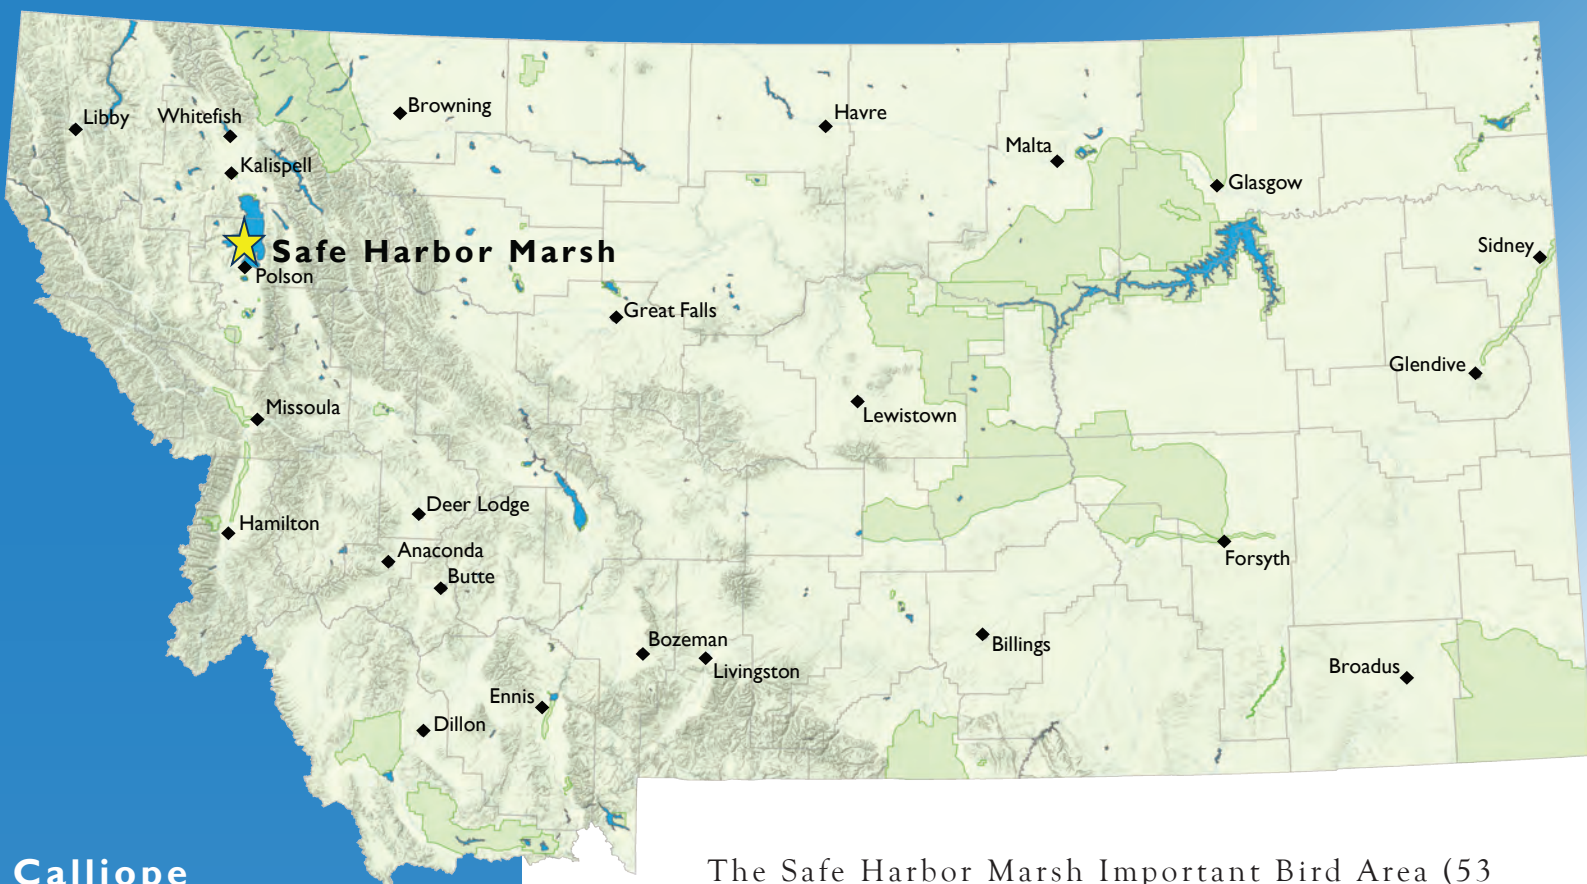 Libby
Whitefish
Browning
Havre
Malta
Kalispell
Glasgow
Safe Harbor Marsh
Polson
Sidney
Great Falls
Glendive
Missoula
Lewistown
Deer Lodge
Hamilton
Anaconda
Butte
Forsyth
Bozeman
Billings
Livingston
Broadus
Ennis
Dillon
Calliope
The Safe Harbor Marsh Important Bird Area (53